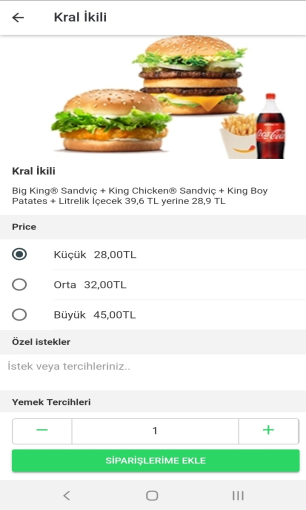 Kral İkili
Coca-Cola
Kral İkili
Big King® Sandviç + King Chicken® Sandviç + King Boy
Patates + Litrelik İçecek 39,6 TL yerine 28,9 TL
Price
Küçük 28,00TL
Orta 32,00TL
Büyük 45,00TL
Özel istekler
İstek veya tercihleriniz..
Yemek Tercihleri
− 1 +
SİPARİŞLERİME EKLE